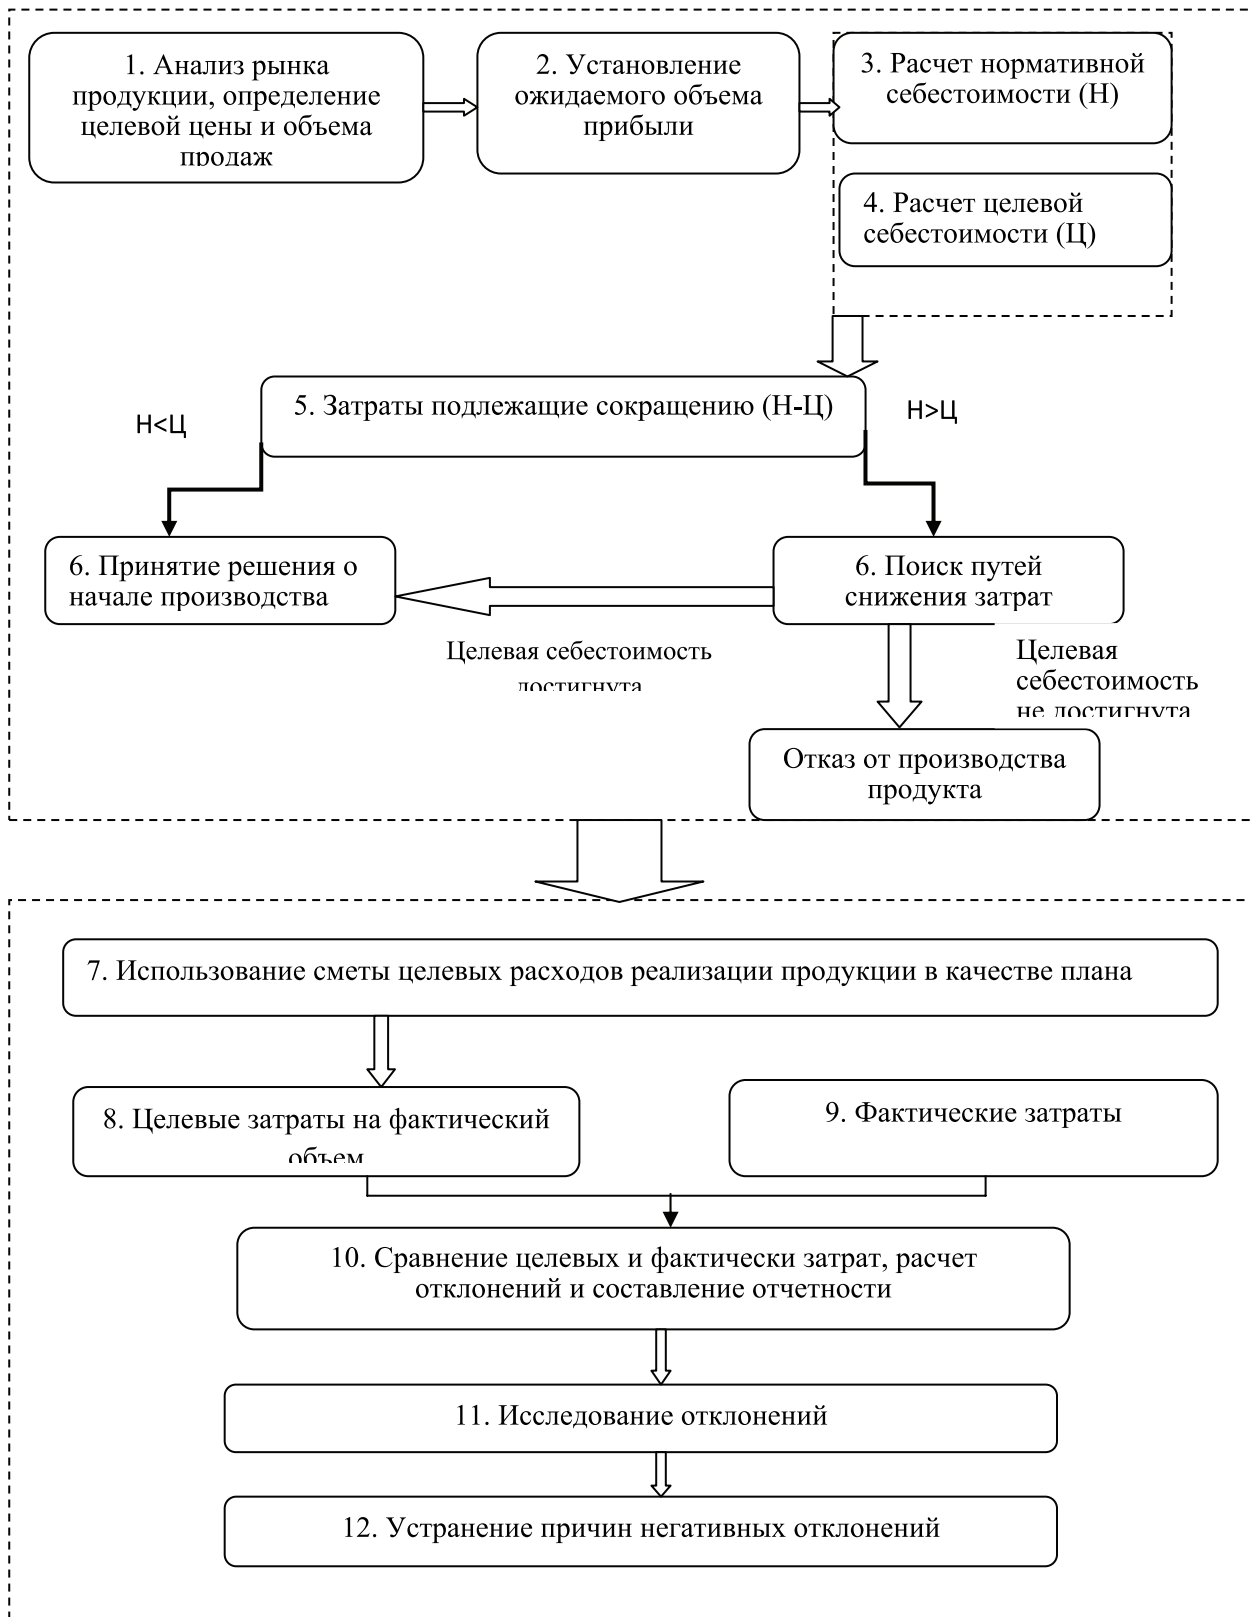 1. Анализ рынка
продукции, определение
целевой цены и объема
продаж
2. Установление
ожидаемого объема
прибыли
3. Расчет нормативной
себестоимости (Н)
4. Расчет целевой
себестоимости (Ц)
5. Затраты подлежащие сокращению (Н-Ц)
Н<Ц
Н>Ц
6. Принятие решения о
начале производства
6. Поиск путей
снижения затрат
Целевая себестоимость
достигнута
Целевая
себестоимость
не достигнута
Отказ от производства
продукта
7. Использование сметы целевых расходов реализации продукции в качестве плана
8. Целевые затраты на фактический
объем
9. Фактические затраты
10. Сравнение целевых и фактически затрат, расчет
отклонений и составление отчетности
11. Исследование отклонений
12. Устранение причин негативных отклонений